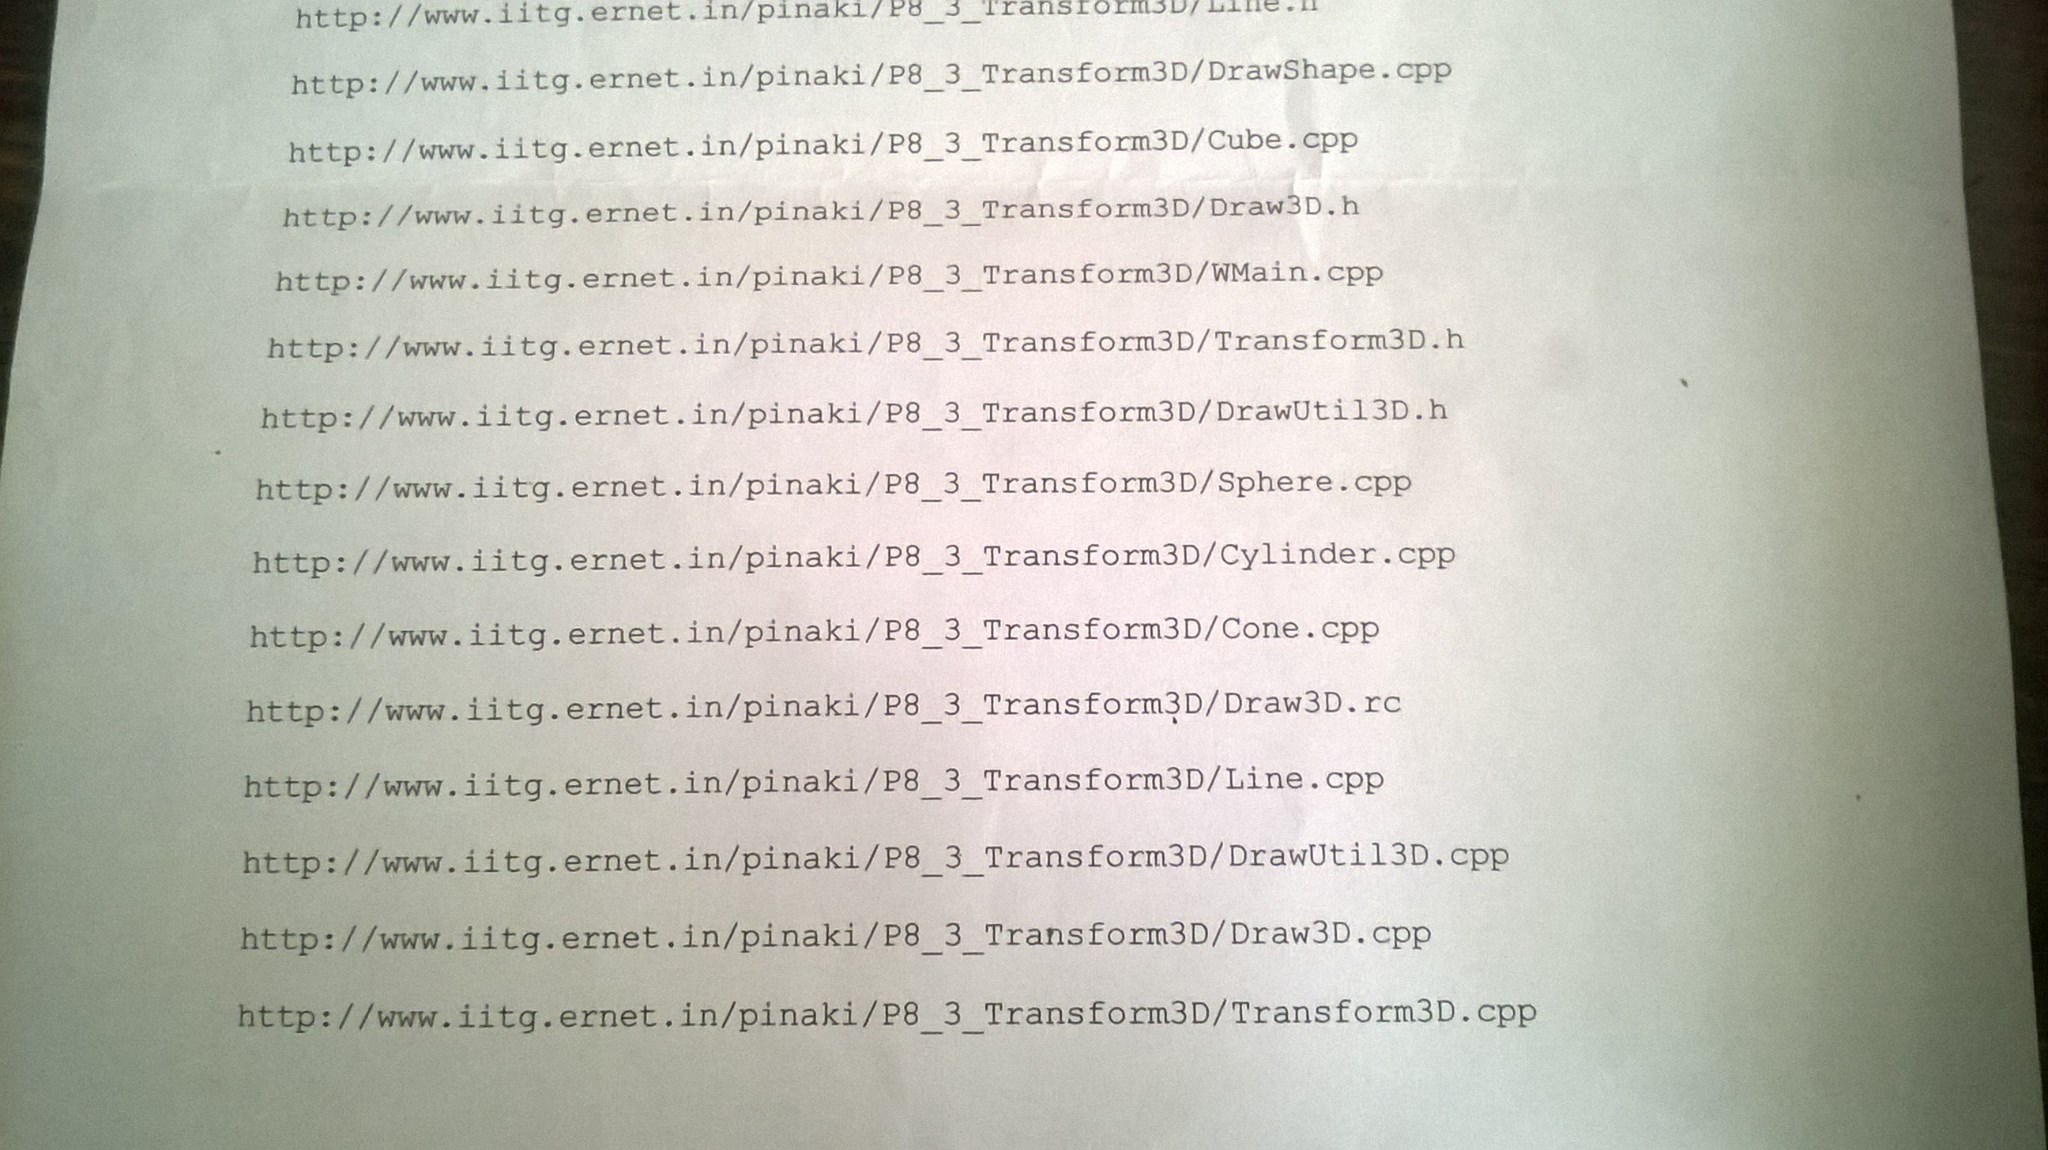 http://www.iitg.ernet.in/pinaki/P8_3_Transform3D/Line.h
http://www.iitg.ernet.in/pinaki/P8_3_Transform3D/DrawShape.cpp
http://www.iitg.ernet.in/pinaki/P8_3_Transform3D/Cube.cpp
http://www.iitg.ernet.in/pinaki/P8_3_Transform3D/Draw3D.h
http://www.iitg.ernet.in/pinaki/P8_3_Transform3D/WMain.cpp
http://www.iitg.ernet.in/pinaki/P8_3_Transform3D/Transform3D.h
http://www.iitg.ernet.in/pinaki/P8_3_Transform3D/DrawUtil3D.h
http://www.iitg.ernet.in/pinaki/P8_3_Transform3D/Sphere.cpp
http://www.iitg.ernet.in/pinaki/P8_3_Transform3D/Cylinder.cpp
http://www.iitg.ernet.in/pinaki/P8_3_Transform3D/Cone.cpp
http://www.iitg.ernet.in/pinaki/P8_3_Transform3D/Draw3D.rc
http://www.iitg.ernet.in/pinaki/P8_3_Transform3D/Line.cpp
http://www.iitg.ernet.in/pinaki/P8_3_Transform3D/DrawUtil3D.cpp
http://www.iitg.ernet.in/pinaki/P8_3_Transform3D/Draw3D.cpp
http://www.iitg.ernet.in/pinaki/P8_3_Transform3D/Transform3D.cpp